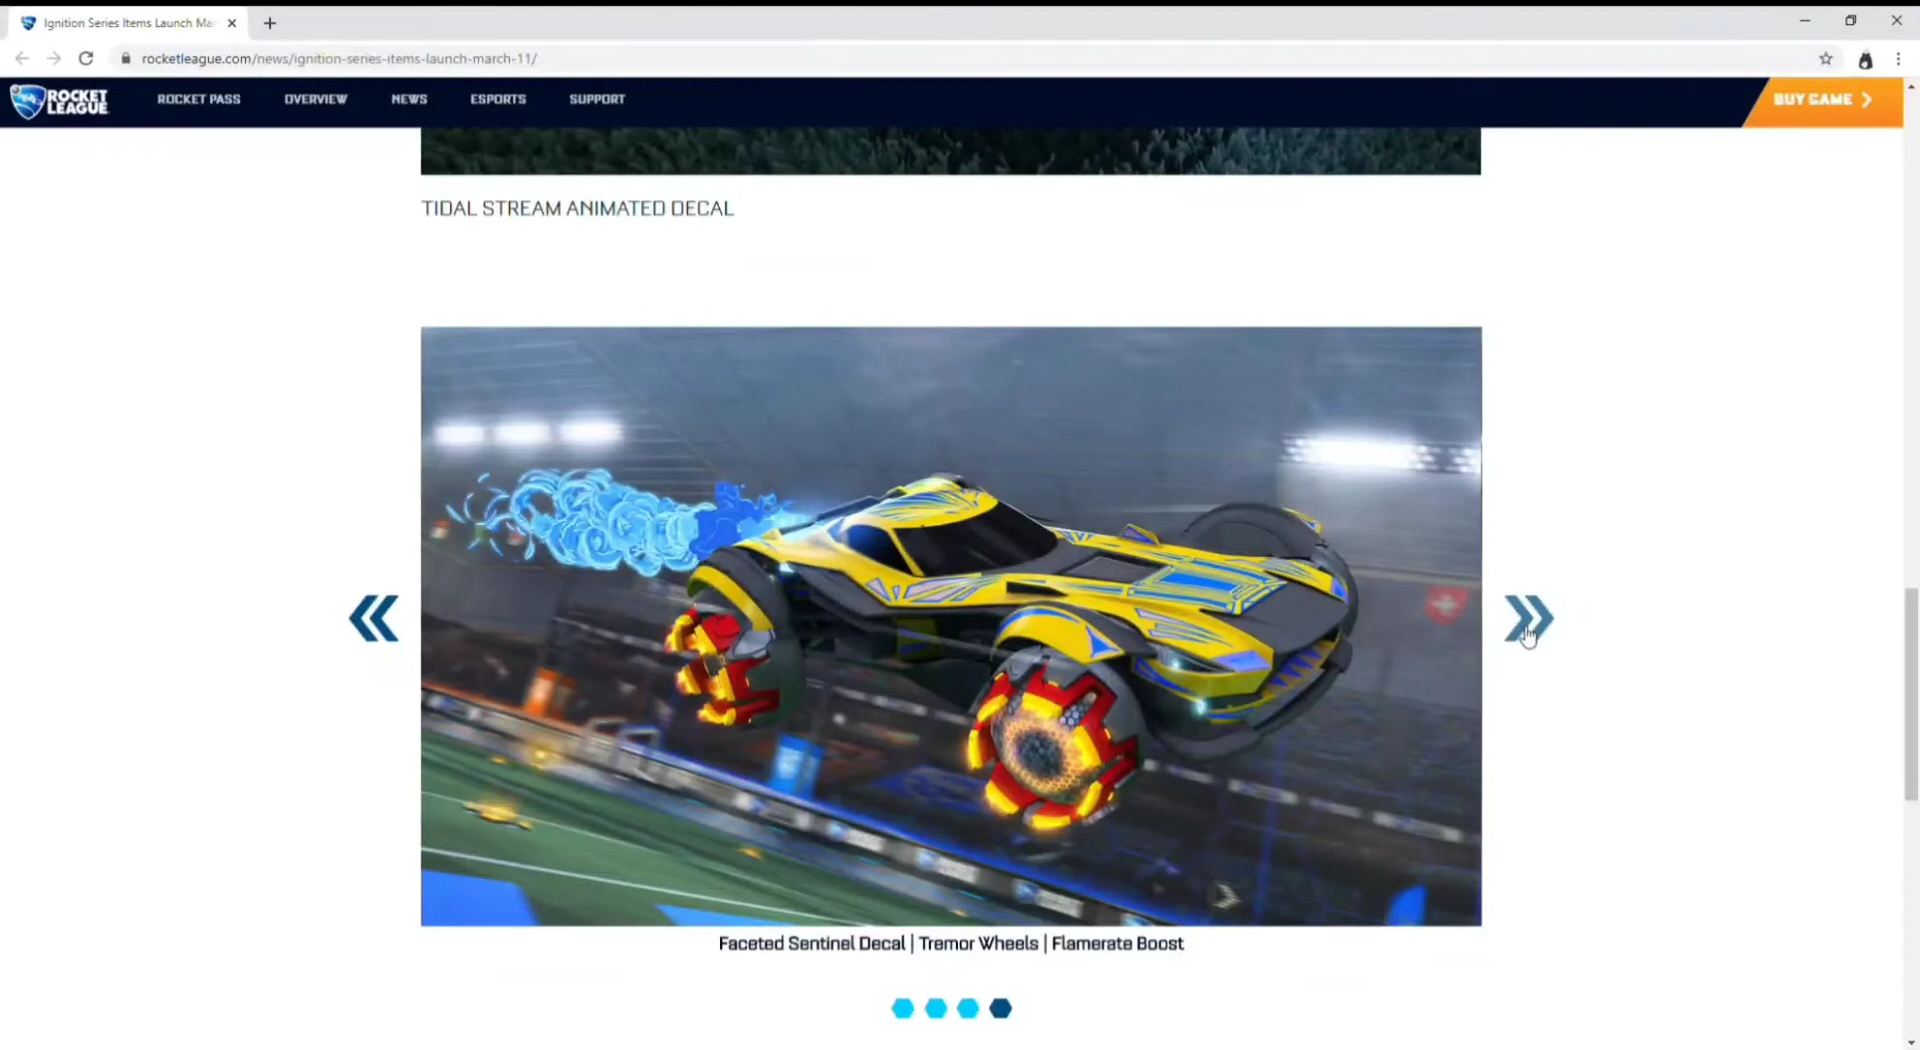 Ignition Series Items Launch Ma
rocketleague.com/news/ignition-series-items-launch-march-11/
ROCKET LEAGUE
ROCKET PASS
OVERVIEW
NEWS
ESPORTS
SUPPORT
BUY GAME
TIDAL STREAM ANIMATED DECAL
Faceted Sentinel Decal | Tremor Wheels | Flamerate Boost